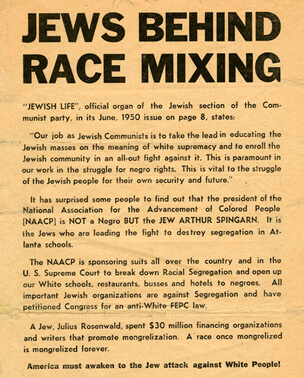 JEWS BEHIND
RACE MIXING
"JEWISH LIFE", official organ of the Jewish section of the Com-
munist party, in its June, 1950 issue on page 8, states:
"Our job as Jewish Communists is to take the lead in educating the
Jewish masses on the meaning of white supremacy and to enroll the
Jewish community in an all-out fight against it. This is paramount in
our work in the struggle for negro rights. This is vital to the struggle
of the Jewish people for their own security and future."
It has surprised some people to find out that the president of
the National Association for the Advancement of Colored People
(NAACP) is NOT a Negro BUT the JEW ARTHUR SPINGARN. It is
the Jews who are leading the fight to destroy segregation in At-
lanta schools.
The NAACP is sponsoring suits all over the country and in the
U. S. Supreme Court to break down Racial Segregation and open up
our White schools, restaurants, busses and hotels to negroes. All
important Jewish organizations are against Segregation and have
petitioned Congress for an anti-White FEPC law.
A Jew, Julius Rosenwald, spent $30 million financing organizations
and writers that promote mongrelization. A race once mongrelized
is mongrelized forever.
America must awaken to the Jew attack against White People!